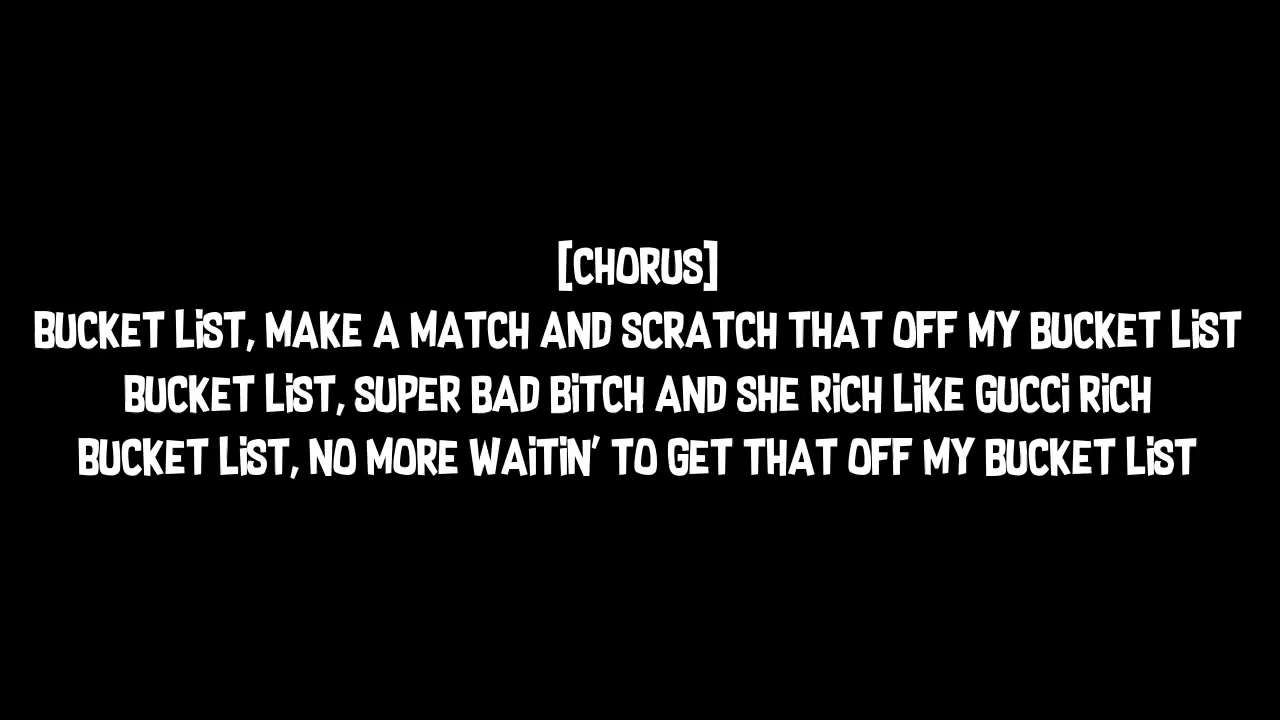 [CHORUS]
BUCKET LiST, MAKE A MATCH AND SCRATCH THAT OFF MY BUCKET LiST
BUCKET LiST, SUPER BAD BiTCH AND SHE RiCH LiKE GUCCi RiCH
BUCKET LiST, NO MORE WAiTiN' TO GET THAT OFF MY BUCKET LiST